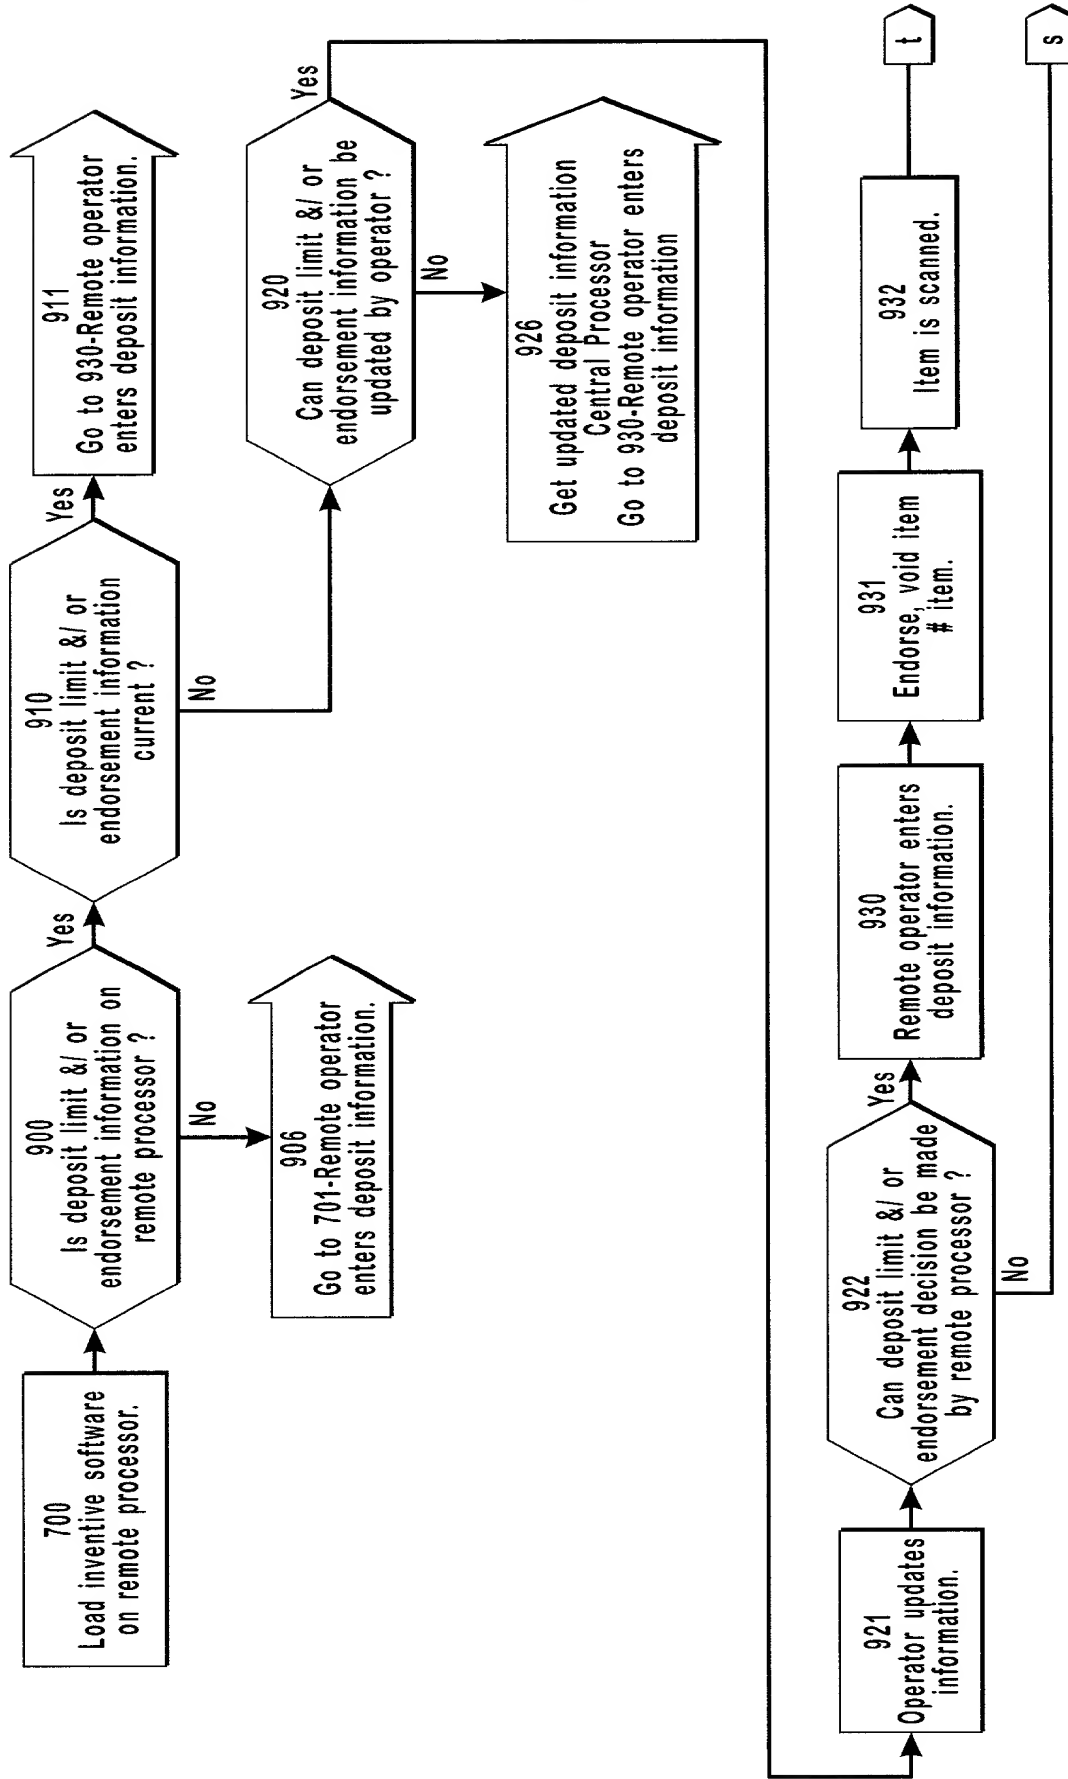 700
Load inventive software
on remote processor.
900
Is deposit limit &/ or
endorsement information on
remote processor ?
Yes
No
906
Go to 701-Remote operator
enters deposit information.
910
Is deposit limit &/ or
endorsement information
current ?
Yes
No
911
Go to 930-Remote operator
enters deposit information.
920
Can deposit limit &/ or
endorsement information be
updated by operator ?
Yes
No
926
Get updated deposit information
Central Processor
Go to 930-Remote operator enters
deposit information
921
Operator updates
information.
922
Can deposit limit &/ or
endorsement decision be made
by remote processor ?
Yes
No
930
Remote operator enters
deposit information.
931
Endorse, void item
# item.
932
Item is scanned.
t
s